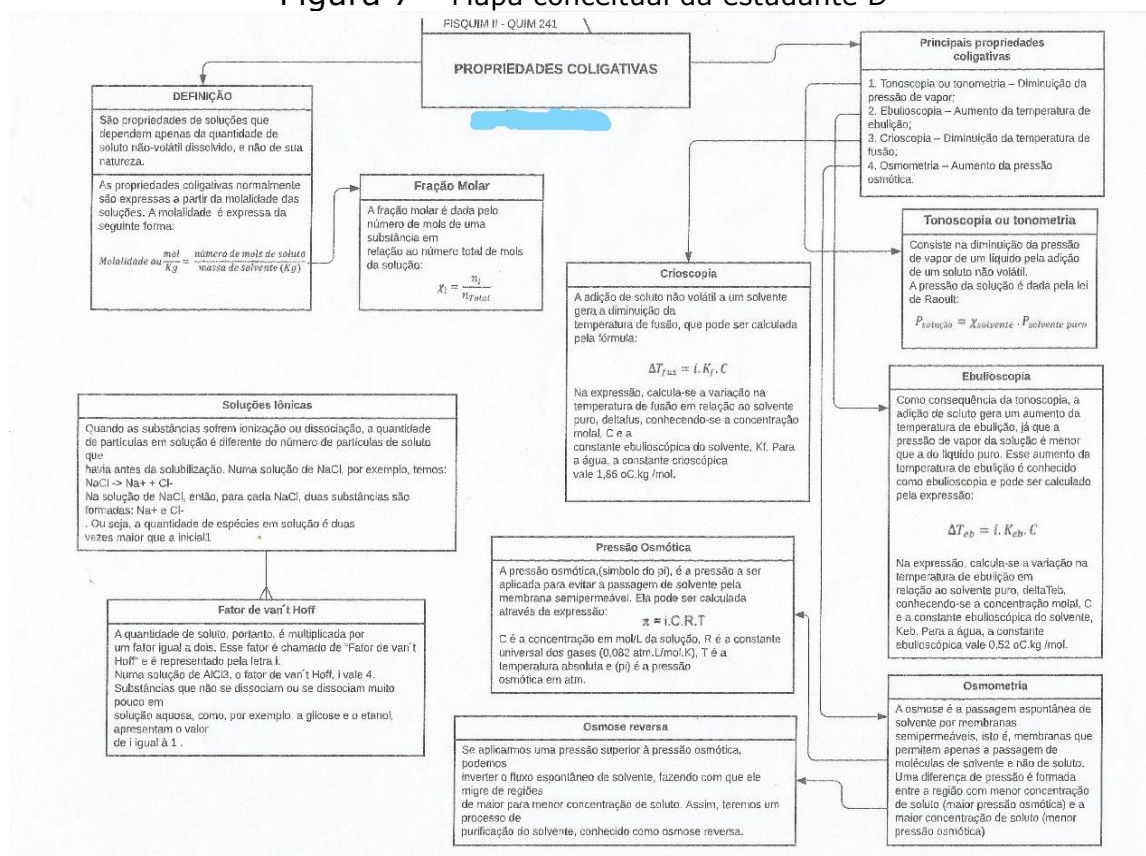 Figura 7 – Mapa conceitual da estudante D
FISQUIM II - QUIM 241
PROPRIEDADES COLIGATIVAS
DEFINIÇÃO
São propriedades de soluções que
dependem apenas da quantidade de
soluto não-volátil dissolvido, e não de sua
natureza.
As propriedades coligativas normalmente
são expressas a partir da molalidade das
soluções. A molalidade é expressa da
seguinte forma:
Molalidade ou mol/Kg = número de mols de soluto / massa de solvente (Kg)
Fração Molar
A fração molar é dada pelo
número de mols de uma
substância em
relação ao número total de mols
da solução:
χi = ni / nTotal
Principais propriedades
coligativas
1. Tonoscopia ou tonometria – Diminuição da
pressão de vapor;
2. Ebulioscopia – Aumento da temperatura de
ebulição;
3. Crioscopia – Diminuição da temperatura de
fusão;
4. Osmometria – Aumento da pressão
osmótica.
Tonoscopia ou tonometria
Consiste na diminuição da pressão
de vapor de um líquido pela adição
de um soluto não volátil.
A pressão da solução é dada pela lei
de Raoult:
Psolução = χsolvente . Psolvente puro
Crioscopia
A adição de soluto não volátil a um solvente
gera a diminuição da
temperatura de fusão, que pode ser calculada
pela fórmula:
ΔTfus = i. Kf. C
Na expressão, calcula-se a variação na
temperatura de fusão em relação ao solvente
puro, deltafus, conhecendo-se a concentração
molal, C e a
constante ebulioscópica do solvente, Kf. Para
a água, a constante crioscópica
vale 1,86 oC.kg /mol.
Ebulioscopia
Como consequência da tonoscopia, a
adição de soluto gera um aumento da
temperatura de ebulição, já que a
pressão de vapor da solução é menor
que a do líquido puro. Esse aumento da
temperatura de ebulição é conhecido
como ebulioscopia e pode ser calculado
pela expressão:
ΔTeb = i. Keb. C
Na expressão, calcula-se a variação na
temperatura de ebulição em
relação ao solvente puro, deltaTeb,
conhecendo-se a concentração molal, C
e a constante ebulioscópica do solvente,
Keb. Para a água, a constante
ebulioscópica vale 0,52 oC.kg /mol.
Soluções Iônicas
Quando as substâncias sofrem ionização ou dissociação, a quantidade
de partículas em solução é diferente do número de partículas de soluto
que
havia antes da solubilização. Numa solução de NaCl, por exemplo, temos:
NaCl -> Na+ + Cl-
Na solução de NaCl, então, para cada NaCl, duas substâncias são
formadas: Na+ e Cl-
. Ou seja, a quantidade de espécies em solução é duas
vezes maior que a inicial1
Fator de van´t Hoff
A quantidade de soluto, portanto, é multiplicada por
um fator igual a dois. Esse fator é chamado de "Fator de van´t
Hoff" e é representado pela letra i.
Numa solução de AlCl3, o fator de van´t Hoff, i vale 4.
Substâncias que não se dissociam ou se dissociam muito
pouco em
solução aquosa, como, por exemplo, a glicose e o etanol,
apresentam o valor
de i igual à 1 .
Pressão Osmótica
A pressão osmótica,(símbolo do pi), é a pressão a ser
aplicada para evitar a passagem de solvente pela
membrana semipermeável. Ela pode ser calculada
através da expressão:
π = i.C.R.T
C é a concentração em mol/L da solução, R é a constante
universal dos gases (0,082 atm.L/mol.K), T é a
temperatura absoluta e (pi) é a pressão
osmótica em atm.
Osmose reversa
Se aplicarmos uma pressão superior à pressão osmótica,
podemos
inverter o fluxo espontâneo de solvente, fazendo com que ele
migre de regiões
de maior para menor concentração de soluto. Assim, teremos um
processo de
purificação do solvente, conhecido como osmose reversa.
Osmometria
A osmose é a passagem espontânea de
solvente por membranas
semipermeáveis, isto é, membranas que
permitem apenas a passagem de
moléculas de solvente e não de soluto.
Uma diferença de pressão é formada
entre a região com menor concentração
de soluto (maior pressão osmótica) e a
maior concentração de soluto (menor
pressão osmótica)